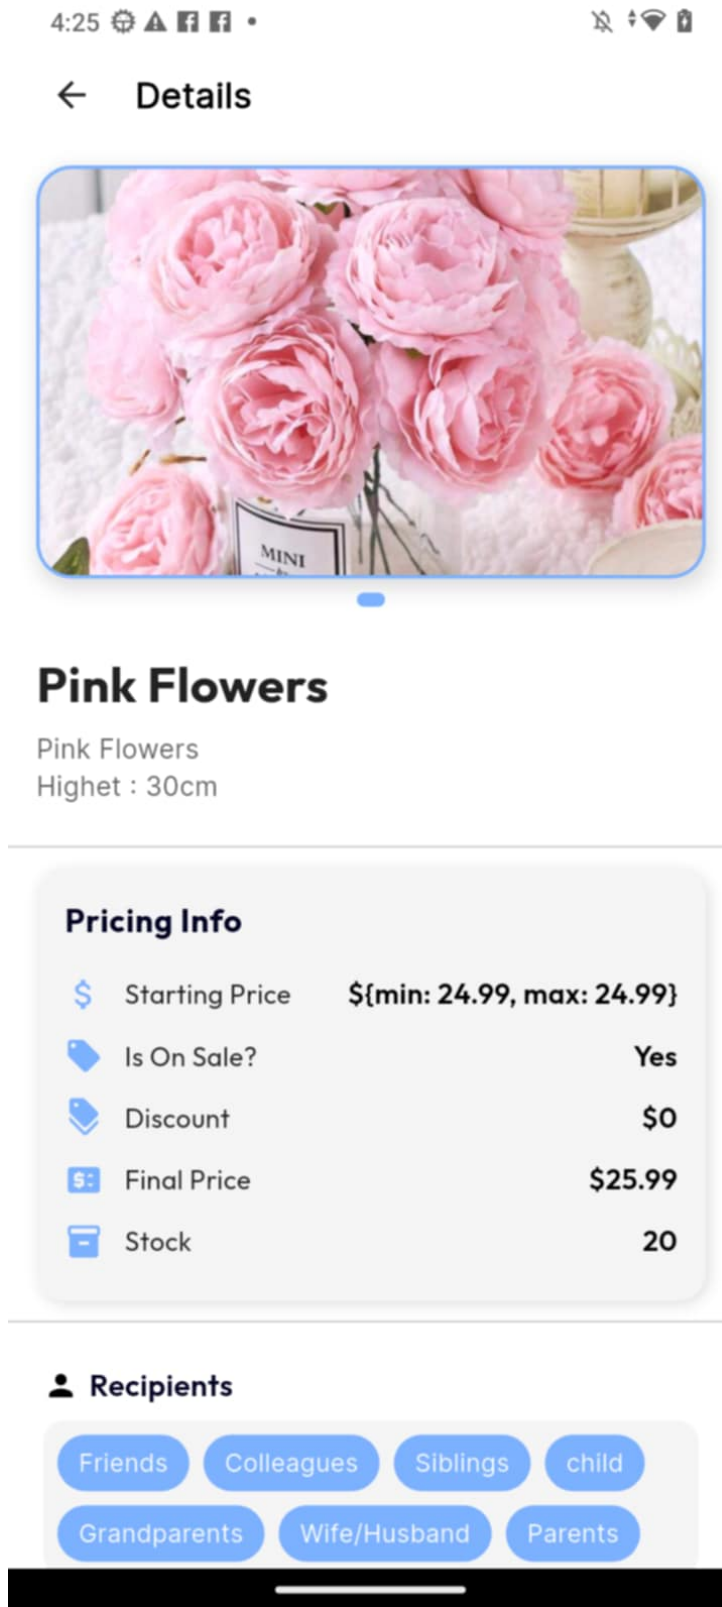 4:25
Details
MINI
Pink Flowers
Pink Flowers
Highet : 30cm
Pricing Info
Starting Price ${min: 24.99, max: 24.99}
Is On Sale? Yes
Discount $0
Final Price $25.99
Stock 20
Recipients
Friends Colleagues Siblings child
Grandparents Wife/Husband Parents